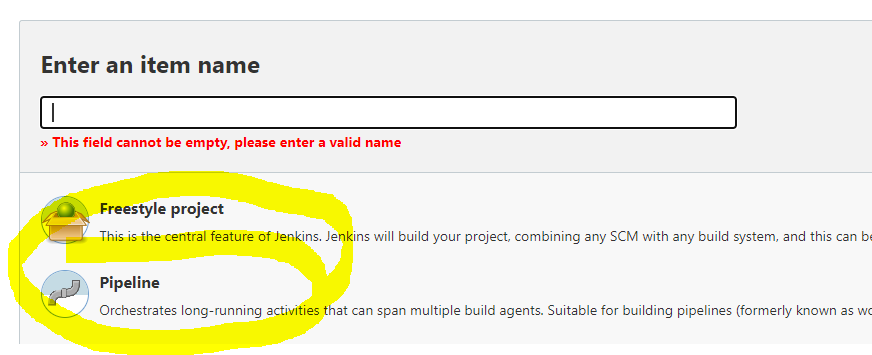 Enter an item name
» This field cannot be empty, please enter a valid name
Freestyle project
This is the central feature of Jenkins. Jenkins will build your project, combining any SCM with any build system, and this can be
Pipeline
Orchestrates long-running activities that can span multiple build agents. Suitable for building pipelines (formerly known as